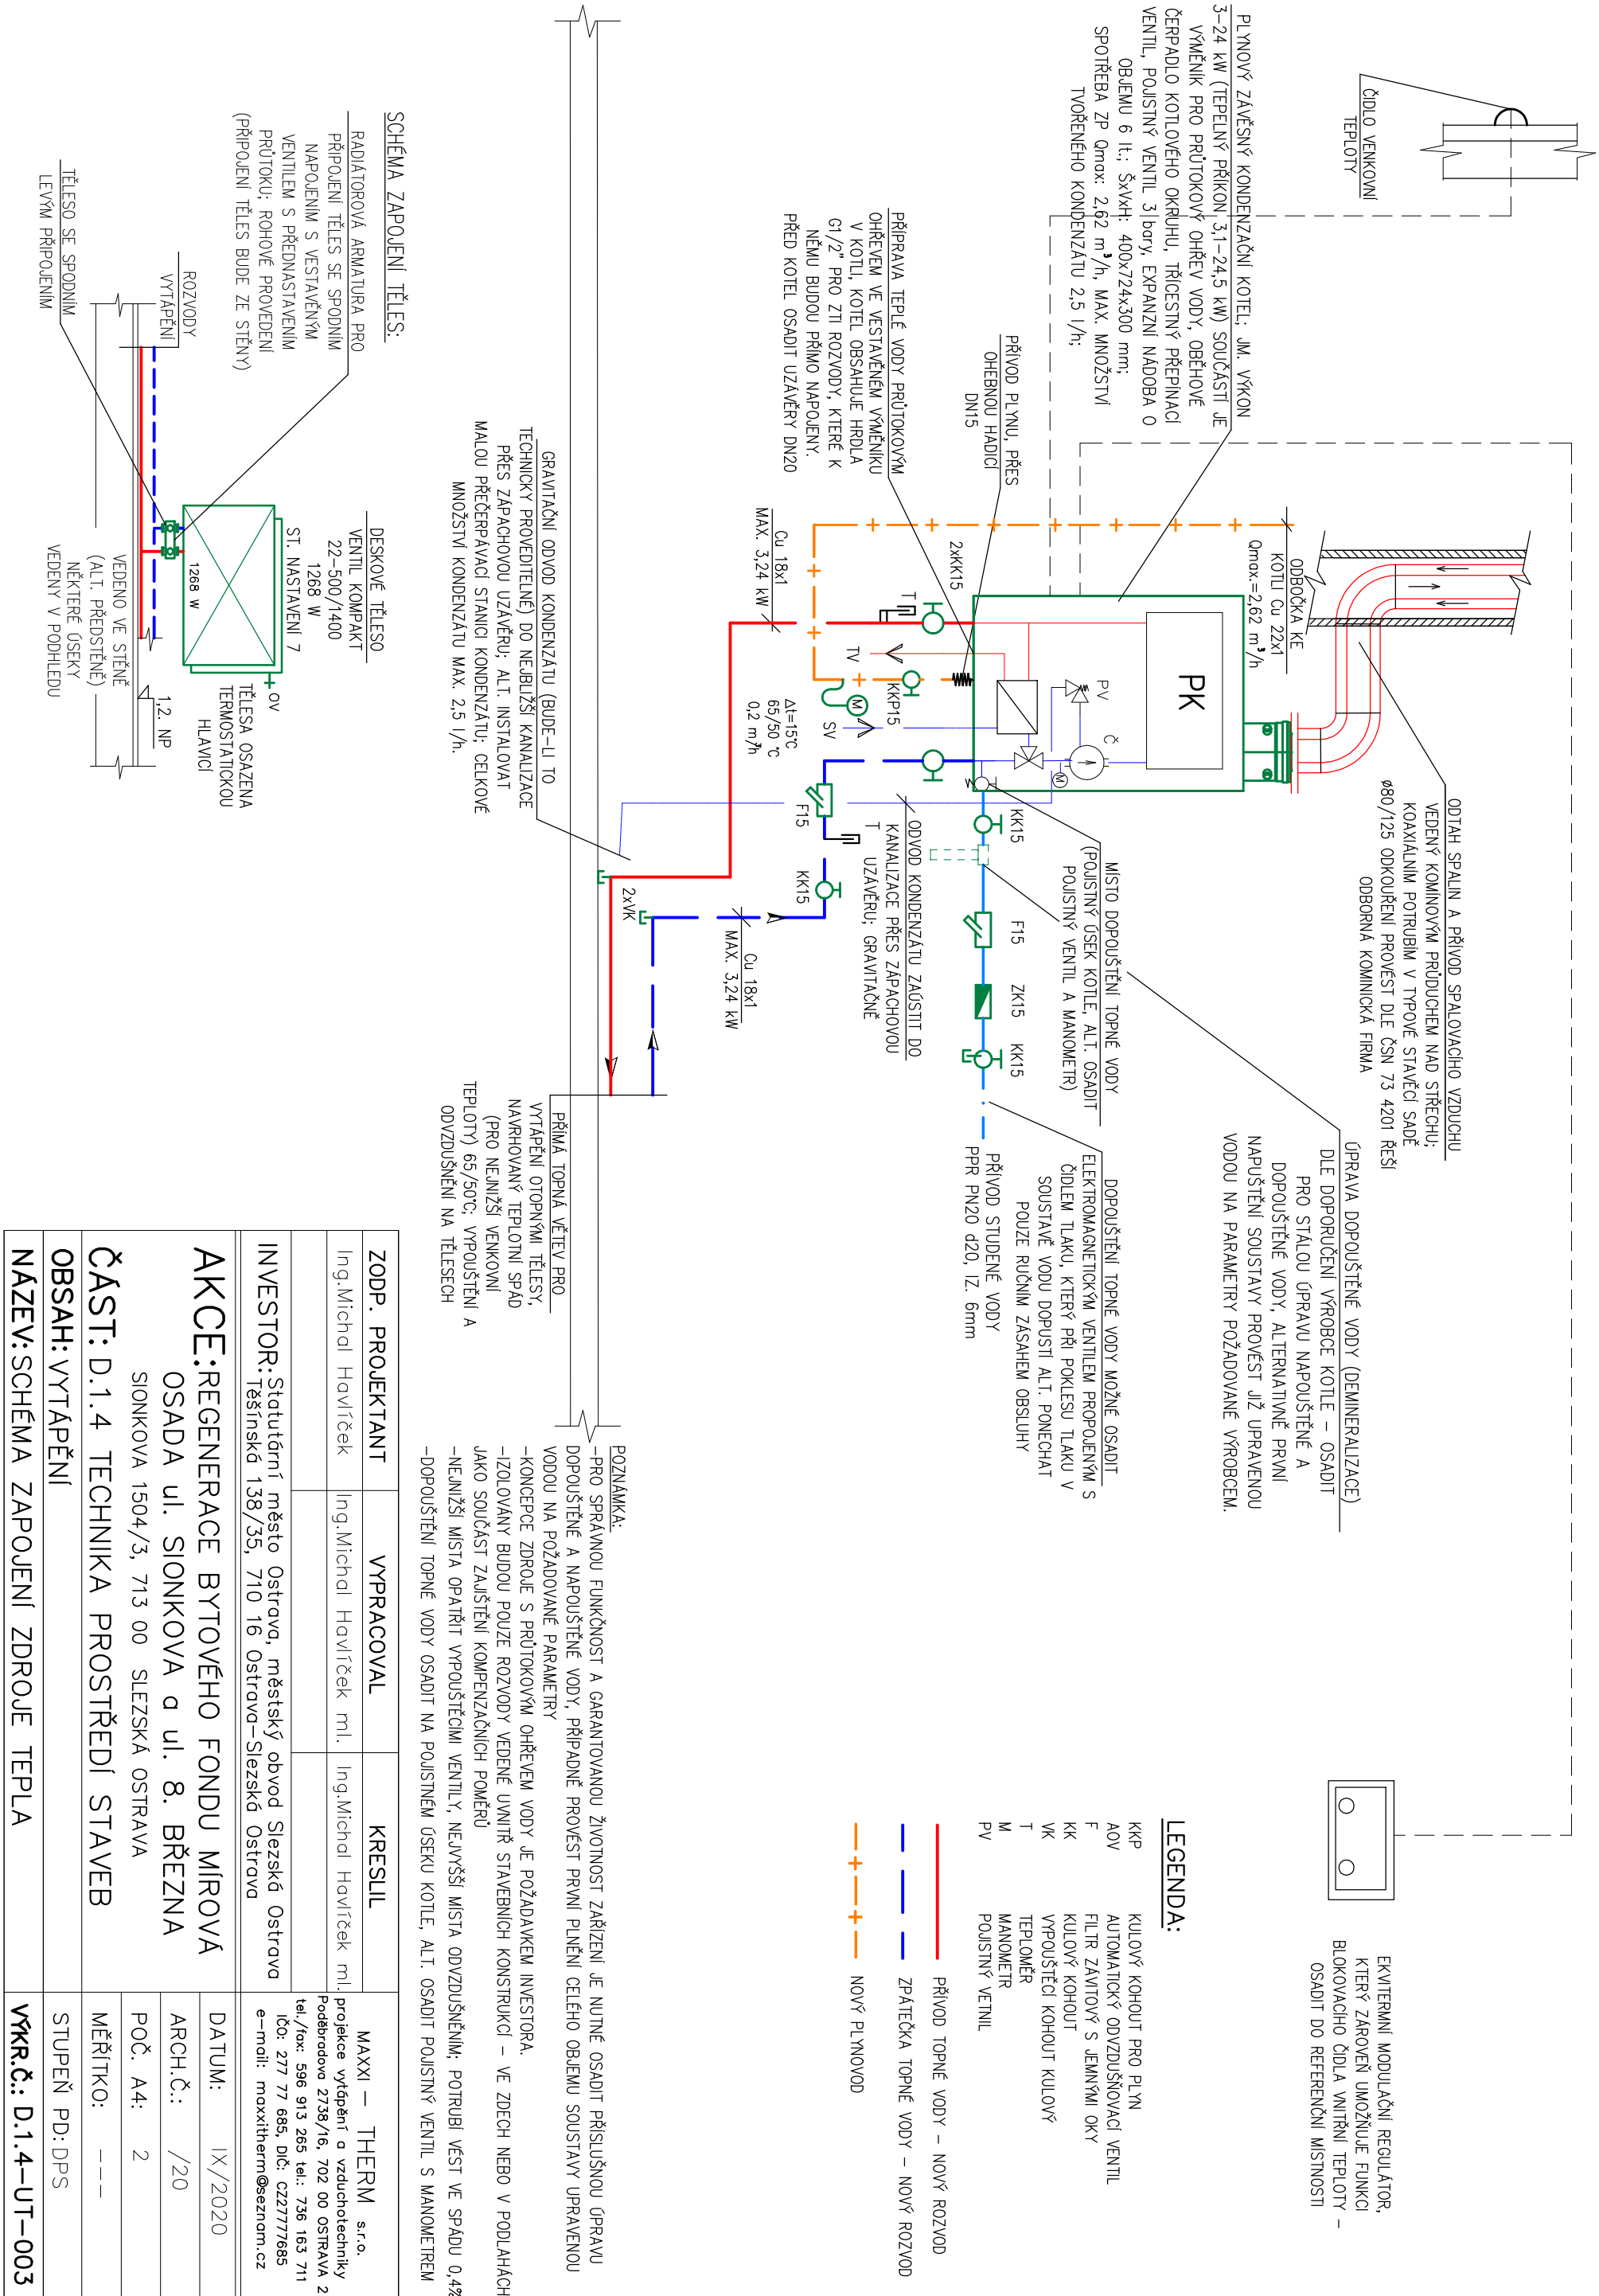 ČIDLO VENKOVNÍ
TEPLOTY
PLYNOVÝ ZÁVĚSNÝ KONDENZAČNÍ KOTEL; JM. VÝKON
3-24 kW (TEPELNÝ PŘÍKON 3,1-24,5 kW) SOUČÁSTÍ JE
VÝMĚNÍK PRO PRŮTOKOVÝ OHŘEV VODY, OBĚHOVÉ
ČERPADLO KOTLOVÉHO OKRUHU, TŘÍCESTNÝ PŘEPÍNACÍ
VENTIL, POJISTNÝ VENTIL 3 bary, EXPANZNÍ NÁDOBA O
OBJEMU 6 lt.; ŠxVxH: 400x724x300 mm;
SPOTŘEBA ZP Qmax: 2,62 m³/h, MAX. MNOŽSTVÍ
TVOŘENÉHO KONDENZÁTU 2,5 l/h;
ODBOČKA KE
KOTLI Cu 22x1
Qmax.=2,62 m³/h
ODTAH SPALIN A PŘÍVOD SPALOVACÍHO VZDUCHU
VEDENÝ KOMÍNOVÝM PRŮDUCHEM NAD STŘECHU;
KOAXIÁLNÍM POTRUBÍM V TYPOVÉ STAVĚCÍ SADĚ
ø80/125 ODKOUŘENÍ PROVÉST DLE ČSN 73 4201 ŘEŠÍ
ODBORNÁ KOMINICKÁ FIRMA
ÚPRAVA DOPOUŠTĚNÉ VODY (DEMINERALIZACE)
DLE DOPORUČENÍ VÝROBCE KOTLE - OSADIT
PRO STÁLOU ÚPRAVU NAPOUŠTĚNÉ A
DOPOUŠTĚNÉ VODY, ALTERNATIVNĚ PRVNÍ
NAPUŠTĚNÍ SOUSTAVY PROVÉST JIŽ UPRAVENOU
VODOU NA PARAMETRY POŽADOVANÉ VÝROBCEM.
EKVITERMNÍ MODULAČNÍ REGULÁTOR,
KTERÝ ZÁROVEŇ UMOŽŇUJE FUNKCI
BLOKOVACÍHO ČIDLA VNITŘNÍ TEPLOTY -
OSADIT DO REFERENČNÍ MÍSTNOSTI
PK
PV
Č
M
PŘÍVOD PLYNU, PŘES
OHEBNOU HADICÍ
DN15
PŘÍPRAVA TEPLÉ VODY PRŮTOKOVÝM
OHŘEVEM VE VESTAVĚNÉM VÝMĚNÍKU
V KOTLI, KOTEL OBSAHUJE HRDLA
G1/2" PRO ZTI ROZVODY, KTERÉ K
NĚMU BUDOU PŘÍMO NAPOJENY.
PŘED KOTEL OSADIT UZÁVĚRY DN20
2xKK15
T
TV
KKP15
M
SV
Cu 18x1
MAX. 3,24 kW
Δt=15°C
65/50 °C
0,2 m³/h
F15
T
KK15
KK15
F15
ZK15
KK15
MÍSTO DOPOUŠTĚNÍ TOPNÉ VODY
(POJISTNÝ ÚSEK KOTLE, ALT. OSADIT
POJISTNÝ VENTIL A MANOMETR)
ODVOD KONDENZÁTU ZAÚSTIT DO
KANALIZACE PŘES ZÁPACHOVOU
UZÁVĚRU; GRAVITAČNĚ
DOPOUŠTĚNÍ TOPNÉ VODY MOŽNÉ OSADIT
ELEKTROMAGNETICKÝM VENTILEM PROPOJENÝM S
ČIDLEM TLAKU, KTERÝ PŘI POKLESU TLAKU V
SOUSTAVĚ VODU DOPUSTÍ ALT. PONECHAT
POUZE RUČNÍM ZÁSAHEM OBSLUHY
PŘÍVOD STUDENÉ VODY
PPR PN20 d20, IZ. 6mm
2xVK
Cu 18x1
MAX. 3,24 kW
GRAVITAČNÍ ODVOD KONDENZÁTU (BUDE-LI TO
TECHNICKY PROVEDITELNÉ) DO NEJBLIŽŠÍ KANALIZACE
PŘES ZÁPACHOVOU UZÁVĚRU; ALT. INSTALOVAT
MALOU PŘEČERPÁVACÍ STANICI KONDENZÁTU; CELKOVÉ
MNOŽSTVÍ KONDENZÁTU MAX. 2,5 l/h.
PŘÍMÁ TOPNÁ VĚTEV PRO
VYTÁPĚNÍ OTOPNÝMI TĚLESY,
NAVRHOVANÝ TEPLOTNÍ SPÁD
(PRO NEJNIŽŠÍ VENKOVNÍ
TEPLOTY) 65/50°C; VYPOUŠTĚNÍ A
ODVZDUŠNĚNÍ NA TĚLESECH
LEGENDA:
KKP KULOVÝ KOHOUT PRO PLYN
AOV AUTOMATICKÝ ODVZDUŠŇOVACÍ VENTIL
F FILTR ZÁVITOVÝ S JEMNÝMI OKY
KK KULOVÝ KOHOUT
VK VYPOUŠTĚCÍ KOHOUT KULOVÝ
T TEPLOMĚR
M MANOMETR
PV POJISTNÝ VETNIL
PŘÍVOD TOPNÉ VODY - NOVÝ ROZVOD
ZPÁTEČKA TOPNÉ VODY - NOVÝ ROZVOD
NOVÝ PLYNOVOD
SCHÉMA ZAPOJENÍ TĚLES:
RADIÁTOROVÁ ARMATURA PRO
PŘIPOJENÍ TĚLES SE SPODNÍM
NAPOJENÍM S VESTAVĚNÝM
VENTILEM S PŘEDNASTAVENÍM
PRŮTOKU; ROHOVÉ PROVEDENÍ
(PŘIPOJENÍ TĚLES BUDE ZE STĚNY)
ROZVODY
VYTÁPĚNÍ
TĚLESO SE SPODNÍM
LEVÝM PŘIPOJENÍM
DESKOVÉ TĚLESO
VENTIL KOMPAKT
22-500/1400
1268 W
ST. NASTAVENÍ 7
1268 W
OV
TĚLESA OSAZENA
TERMOSTATICKOU
HLAVICÍ
1,2. NP
VEDENO VE STĚNĚ
(ALT. PŘEDSTĚNĚ)
NĚKTERÉ ÚSEKY
VEDENY V PODHLEDU
POZNÁMKA:
-PRO SPRÁVNOU FUNKČNOST A GARANTOVANOU ŽIVOTNOST ZAŘÍZENÍ JE NUTNÉ OSADIT PŘÍSLUŠNOU ÚPRAVU
DOPOUŠTĚNÉ A NAPOUŠTĚNÉ VODY, PŘÍPADNĚ PROVÉST PRVNÍ PLNĚNÍ CELÉHO OBJEMU SOUSTAVY UPRAVENOU
VODOU NA POŽADOVANÉ PARAMETRY
-KONCEPCE ZDROJE S PRŮTOKOVÝM OHŘEVEM VODY JE POŽADAVKEM INVESTORA.
-IZOLOVÁNY BUDOU POUZE ROZVODY VEDENÉ UVNITŘ STAVEBNÍCH KONSTRUKCÍ - VE ZDECH NEBO V PODLAHÁCH
JAKO SOUČÁST ZAJIŠTĚNÍ KOMPENZAČNÍCH POMĚRŮ
-NEJNIŽŠÍ MÍSTA OPATŘIT VYPOUŠTĚCÍMI VENTILY, NEJVYŠŠÍ MÍSTA ODVZDUŠNĚNÍM; POTRUBÍ VÉST VE SPÁDU 0,4%
-DOPOUŠTĚNÍ TOPNÉ VODY OSADIT NA POJISTNÉM ÚSEKU KOTLE, ALT. OSADIT POJISTNÝ VENTIL S MANOMETREM
ZODP. PROJEKTANT VYPRACOVAL KRESLIL
Ing.Michal Havlíček Ing.Michal Havlíček ml. Ing.Michal Havlíček ml.
MAXXI - THERM s.r.o.
projekce vytápění a vzduchotechniky
Poděbradova 2738/16, 702 00 OSTRAVA 2
tel./fax: 596 913 265 tel.: 736 163 711
IČO: 277 77 685, DIČ: CZ27777685
e-mail: maxxitherm@seznam.cz
INVESTOR: Statutární město Ostrava, městský obvod Slezská Ostrava
Těšínská 138/35, 710 16 Ostrava-Slezská Ostrava
AKCE: REGENERACE BYTOVÉHO FONDU MÍROVÁ
OSADA ul. SIONKOVA a ul. 8. BŘEZNA
SIONKOVA 1504/3, 713 00 SLEZSKÁ OSTRAVA
ČÁST: D.1.4 TECHNIKA PROSTŘEDÍ STAVEB
OBSAH: VYTÁPĚNÍ
NÁZEV: SCHÉMA ZAPOJENÍ ZDROJE TEPLA
DATUM: IX/2020
ARCH.Č.: /20
POČ. A4: 2
MĚŘÍTKO: ---
STUPEŇ PD: DPS
VÝKR.Č.: D.1.4-UT-003